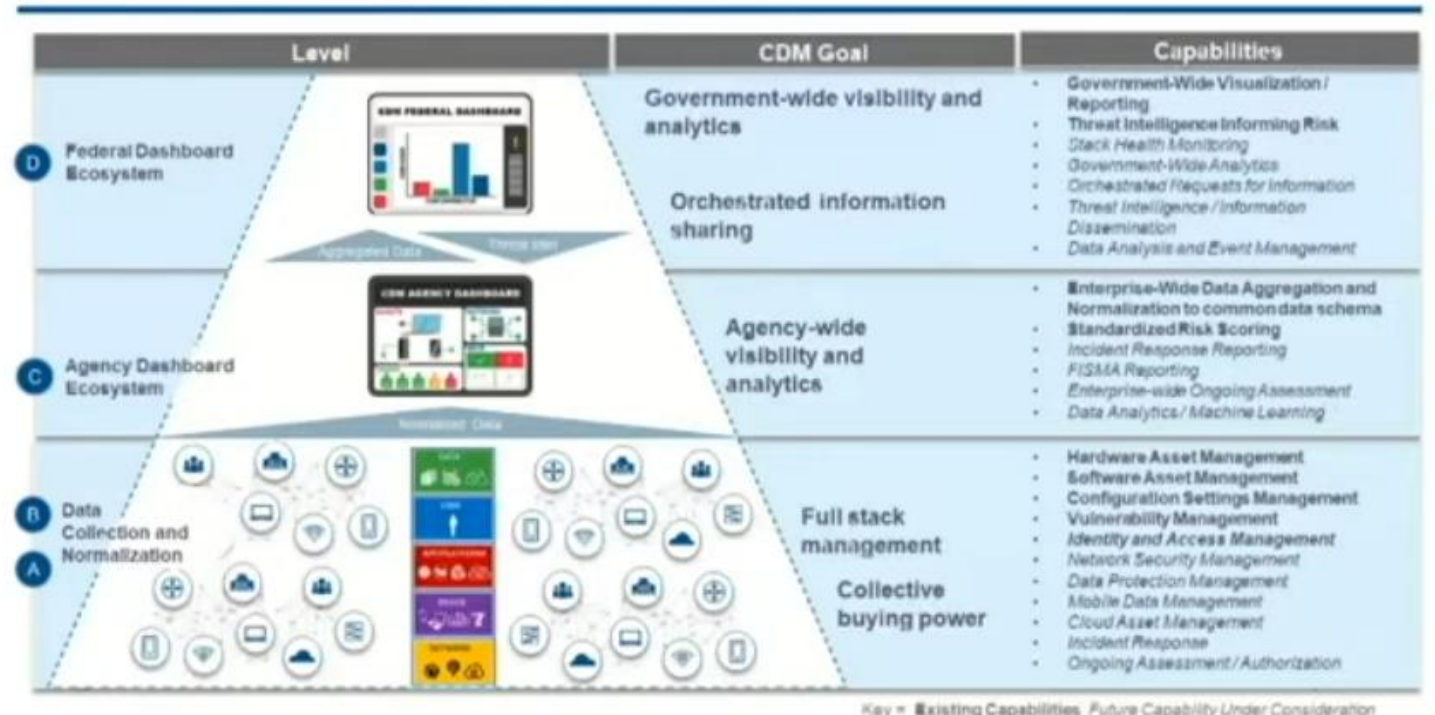 Level
CDM Goal
Capabilities
D
Federal Dashboard
Ecosystem
CDM FEDERAL DASHBOARD
Aggregated Data
Threat Intel
Government-wide visibility and
analytics
Orchestrated information
sharing
• Government-Wide Visualization /
Reporting
• Threat Intelligence Informing Risk
• Stack Health Monitoring
• Government-Wide Analytics
• Orchestrated Requests for Information
• Threat Intelligence / Information
Dissemination
• Data Analysis and Event Management
C
Agency Dashboard
Ecosystem
CDM AGENCY DASHBOARD
Normalized Data
Agency-wide
visibility and
analytics
• Enterprise-Wide Data Aggregation and
Normalization to common data schema
• Standardized Risk Scoring
• Incident Response Reporting
• FISMA Reporting
• Enterprise-wide Ongoing Assessment
• Data Analytics / Machine Learning
B
A
Data
Collection and
Normalization
DATA
USER
DEVICE
NETWORK
Full stack
management
Collective
buying power
• Hardware Asset Management
• Software Asset Management
• Configuration Settings Management
• Vulnerability Management
• Identity and Access Management
• Network Security Management
• Data Protection Management
• Mobile Data Management
• Cloud Asset Management
• Incident Response
• Ongoing Assessment / Authorization
Key = Existing Capabilities Future Capability Under Consideration